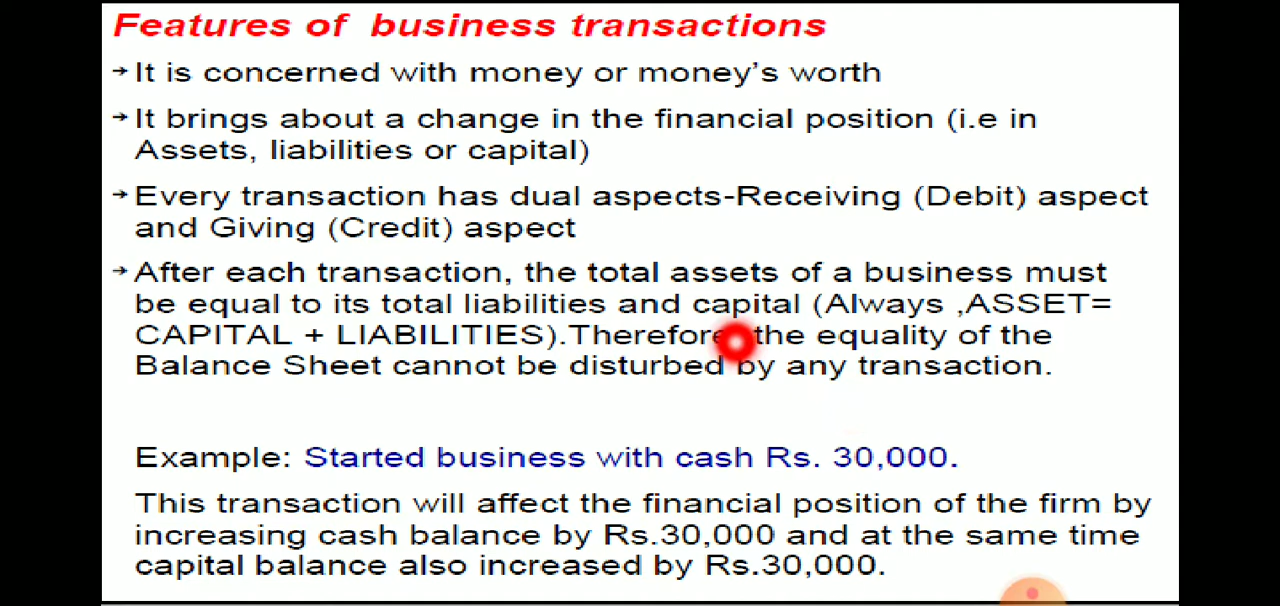 Features of business transactions
→It is concerned with money or money's worth
→It brings about a change in the financial position (i.e in
Assets, liabilities or capital)
→Every transaction has dual aspects-Receiving (Debit) aspect
and Giving (Credit) aspect
→After each transaction, the total assets of a business must
be equal to its total liabilities and capital (Always ,ASSET=
CAPITAL + LIABILITIES).Therefore the equality of the
Balance Sheet cannot be disturbed by any transaction.
Example: Started business with cash Rs. 30,000.
This transaction will affect the financial position of the firm by
increasing cash balance by Rs.30,000 and at the same time
capital balance also increased by Rs.30,000.